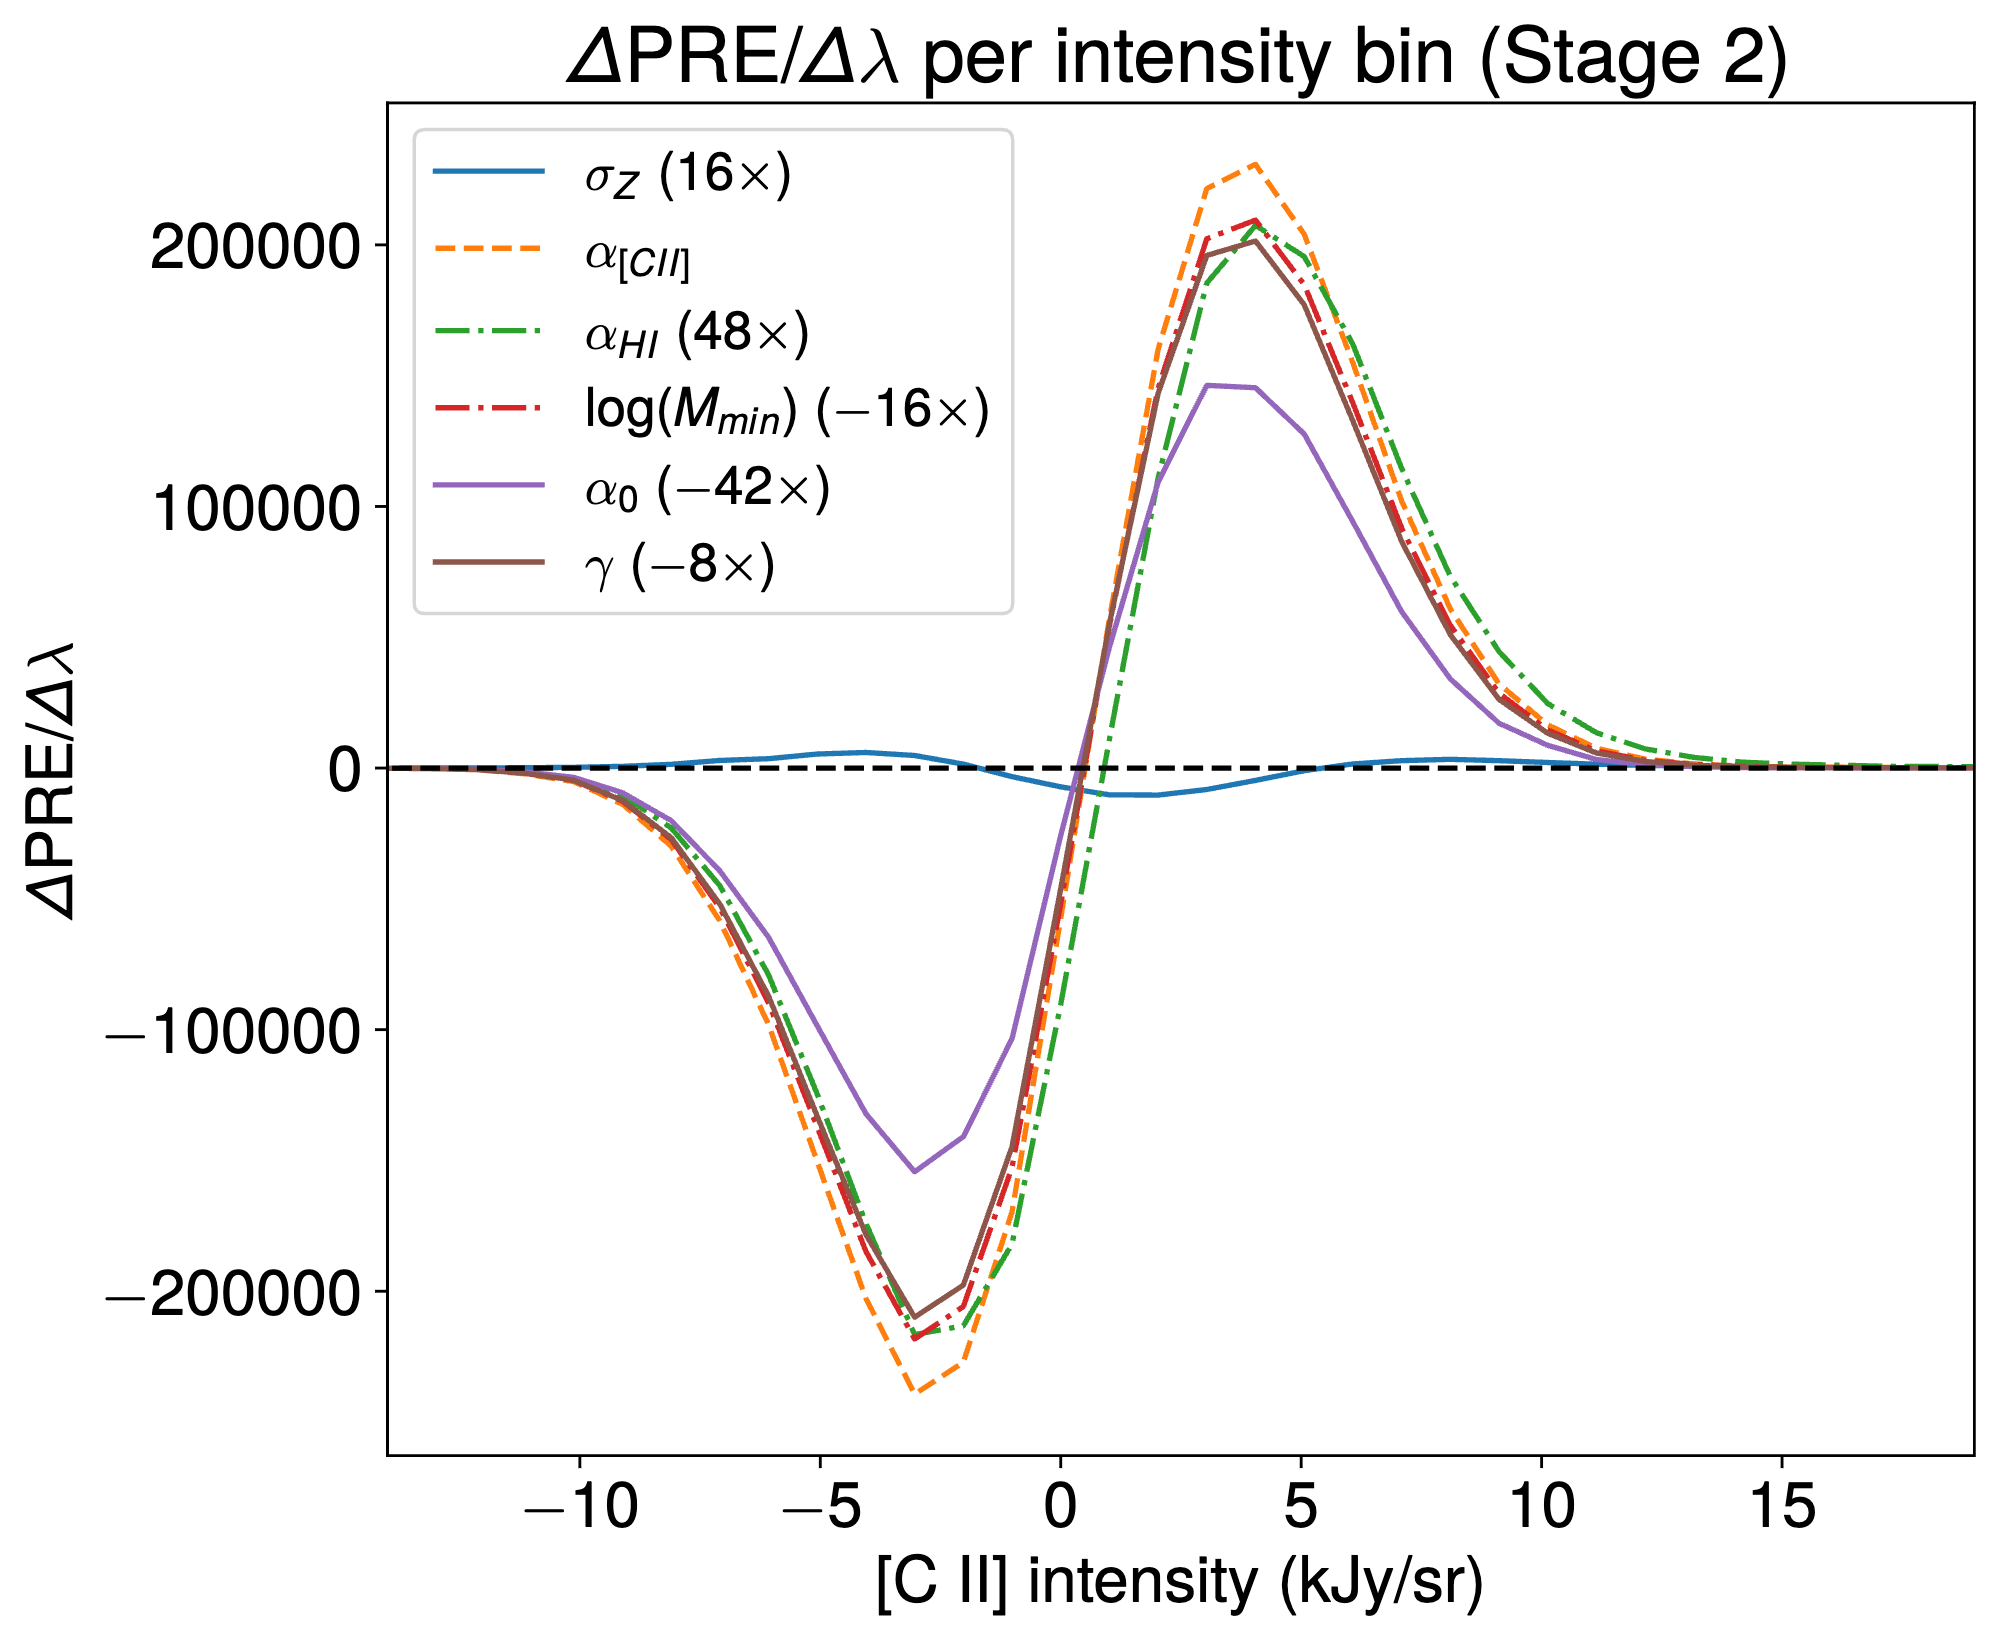 ΔPRE/Δλ per intensity bin (Stage 2)
σ_Z (16×)
α_[CII]
α_HI (48×)
log(M_min) (−16×)
α_0 (−42×)
γ (−8×)
200000
100000
0
−100000
−200000
ΔPRE/Δλ
−10 −5 0 5 10 15
[C II] intensity (kJy/sr)